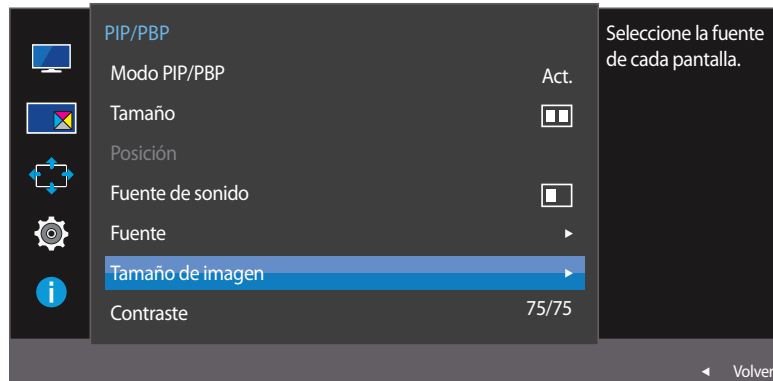 PIP/PBP
Modo PIP/PBP Act.
Tamaño
Posición
Fuente de sonido
Fuente
Tamaño de imagen
Contraste 75/75
Seleccione la fuente
de cada pantalla.
Volver